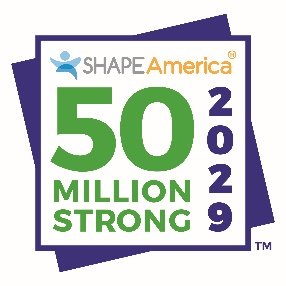 SHAPE America®
50
MILLION
STRONG
2029
™